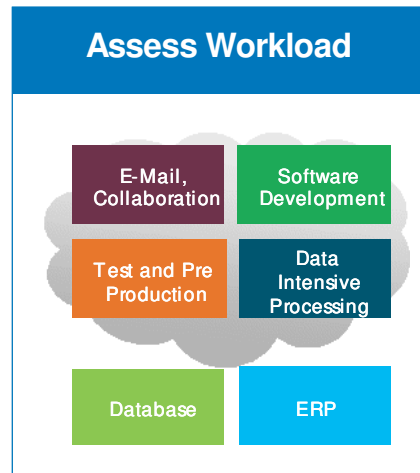 Assess Workload
E-Mail,
Collaboration
Software
Development
Test and Pre
Production
Data
Intensive
Processing
Database
ERP